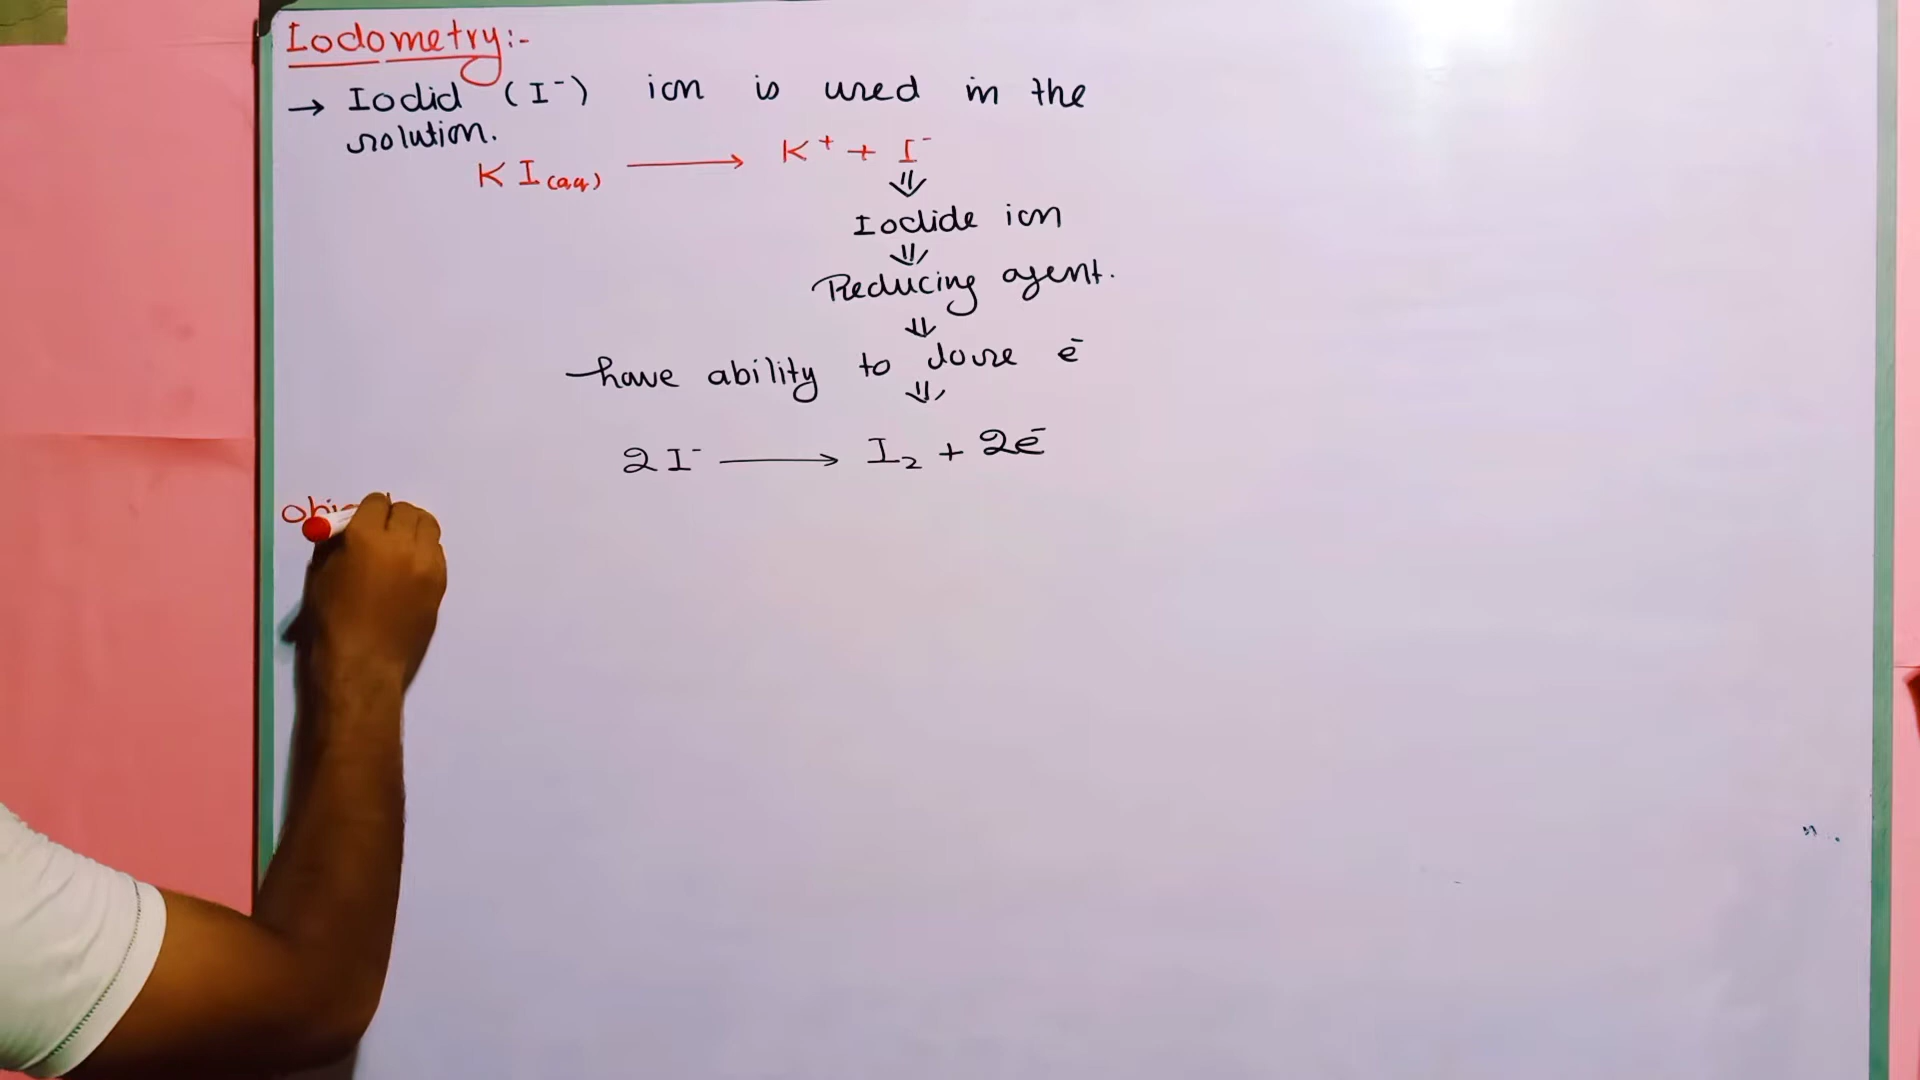 Iodometry:-
→ Iodid (I⁻) ion is used in the
solution.
KI(aq) ⟶ K⁺ + I⁻
⇓
Iodide ion
⇓
Reducing agent.
⇓
have ability to loose e⁻
⇓
2I⁻ ⟶ I₂ + 2e⁻